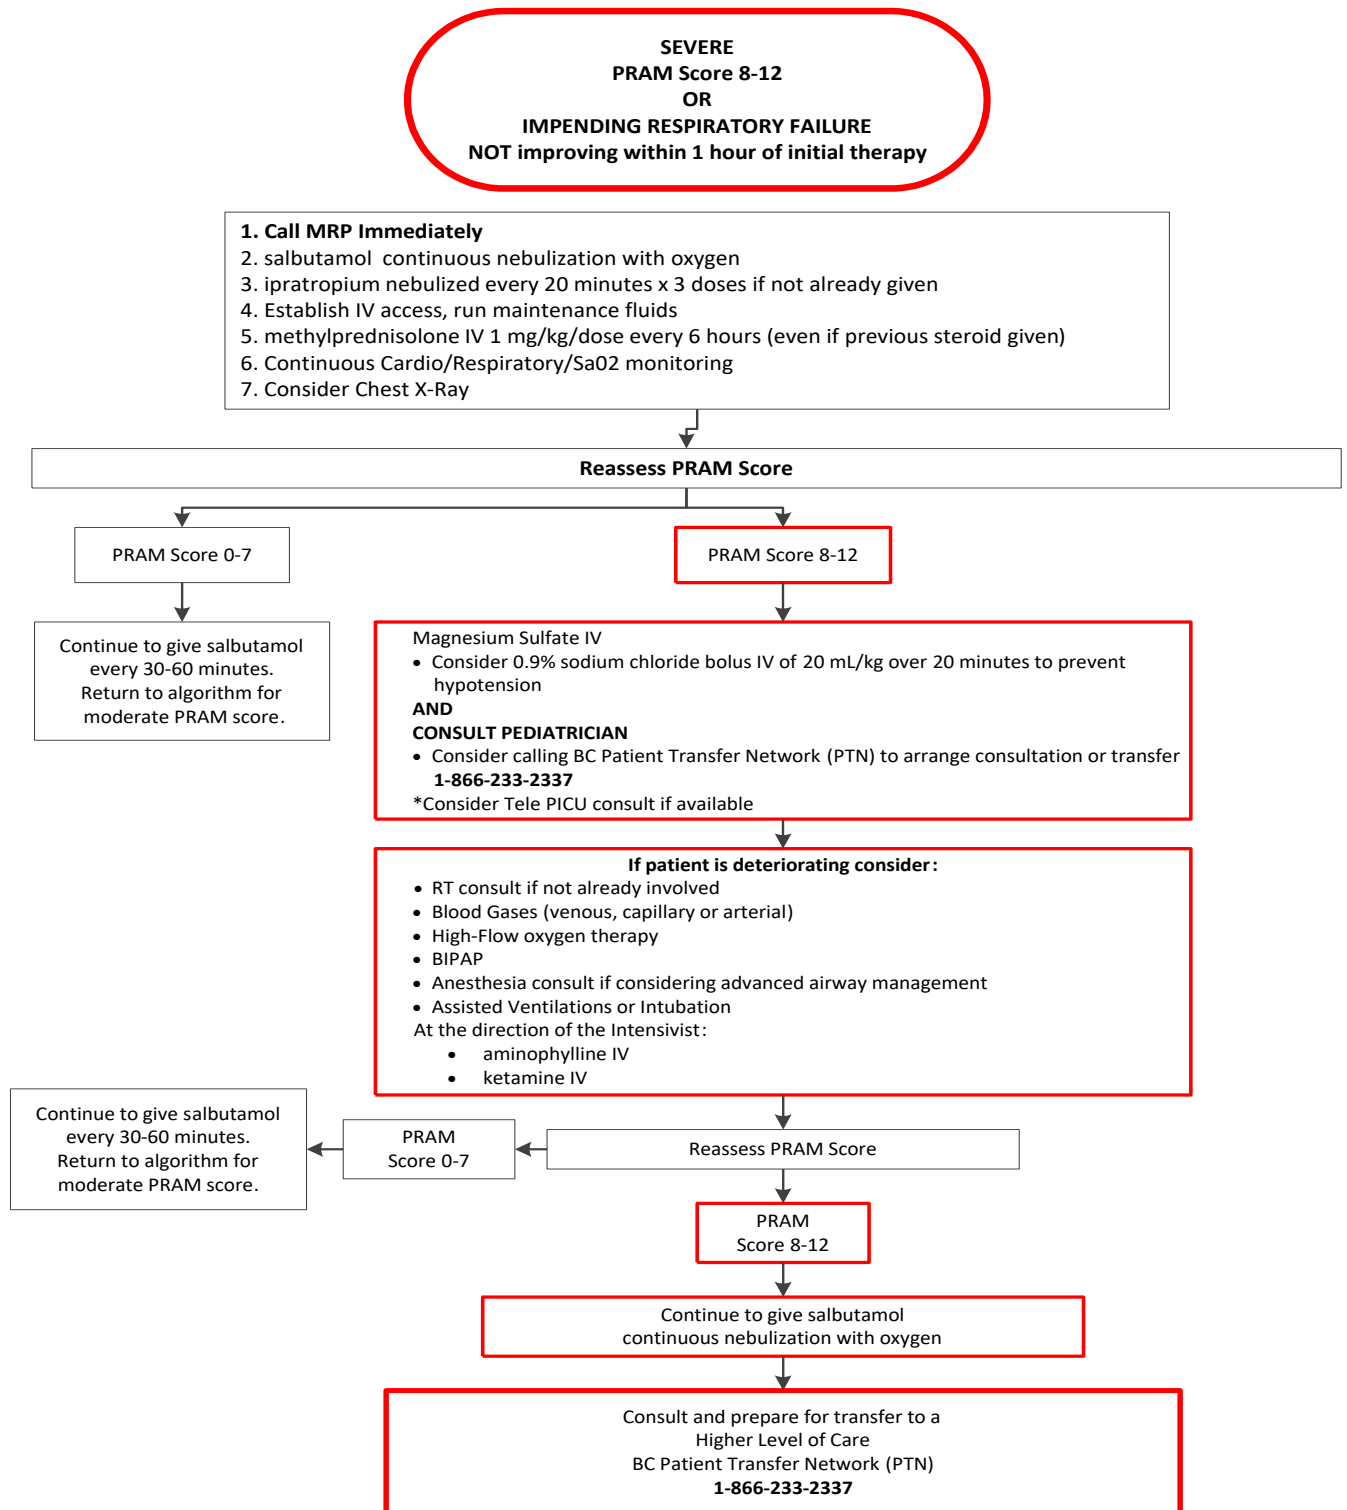 SEVERE
PRAM Score 8-12
OR
IMPENDING RESPIRATORY FAILURE
NOT improving within 1 hour of initial therapy
1. Call MRP Immediately
2. salbutamol continuous nebulization with oxygen
3. ipratropium nebulized every 20 minutes x 3 doses if not already given
4. Establish IV access, run maintenance fluids
5. methylprednisolone IV 1 mg/kg/dose every 6 hours (even if previous steroid given)
6. Continuous Cardio/Respiratory/Sa02 monitoring
7. Consider Chest X-Ray
Reassess PRAM Score
PRAM Score 0-7
Continue to give salbutamol
every 30-60 minutes.
Return to algorithm for
moderate PRAM score.
PRAM Score 8-12
Magnesium Sulfate IV
• Consider 0.9% sodium chloride bolus IV of 20 mL/kg over 20 minutes to prevent
hypotension
AND
CONSULT PEDIATRICIAN
• Consider calling BC Patient Transfer Network (PTN) to arrange consultation or transfer
1-866-233-2337
*Consider Tele PICU consult if available
If patient is deteriorating consider:
• RT consult if not already involved
• Blood Gases (venous, capillary or arterial)
• High-Flow oxygen therapy
• BIPAP
• Anesthesia consult if considering advanced airway management
• Assisted Ventilations or Intubation
At the direction of the Intensivist:
• aminophylline IV
• ketamine IV
Reassess PRAM Score
PRAM
Score 0-7
Continue to give salbutamol
every 30-60 minutes.
Return to algorithm for
moderate PRAM score.
PRAM
Score 8-12
Continue to give salbutamol
continuous nebulization with oxygen
Consult and prepare for transfer to a
Higher Level of Care
BC Patient Transfer Network (PTN)
1-866-233-2337